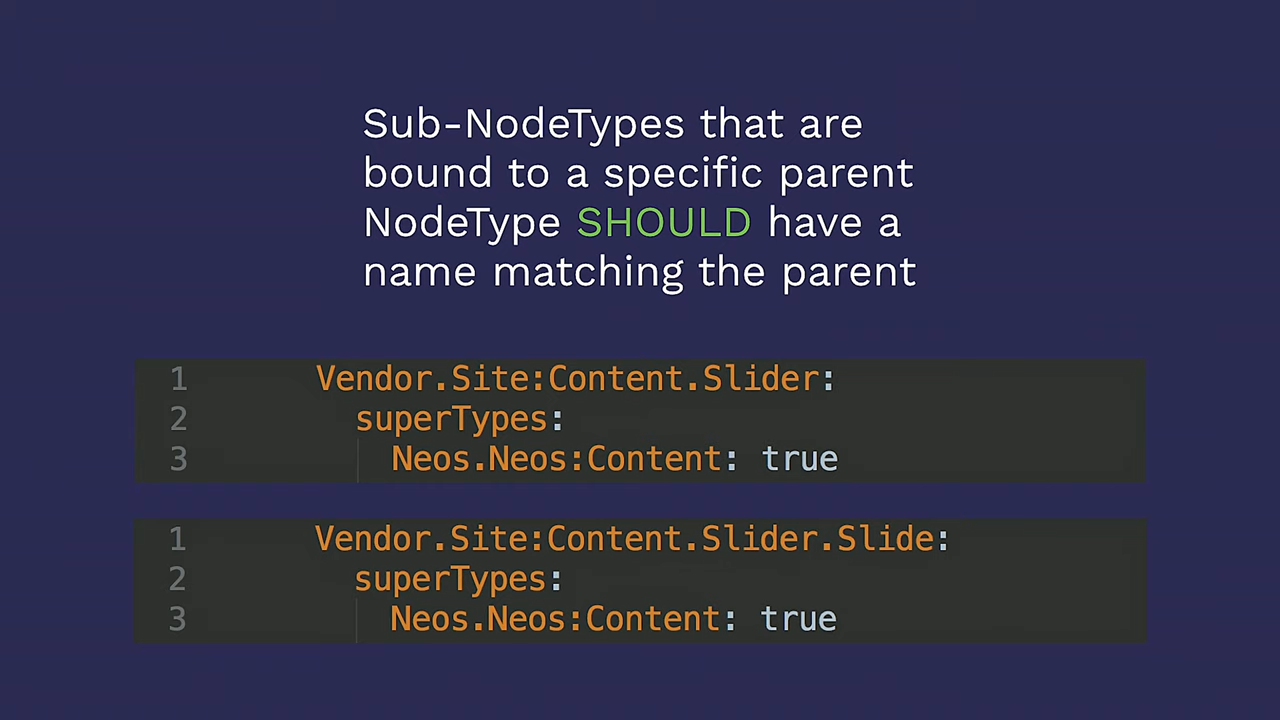 Sub-NodeTypes that are
bound to a specific parent
NodeType SHOULD have a
name matching the parent
1 Vendor.Site:Content.Slider:
2 superTypes:
3 Neos.Neos:Content: true
1 Vendor.Site:Content.Slider.Slide:
2 superTypes:
3 Neos.Neos:Content: true